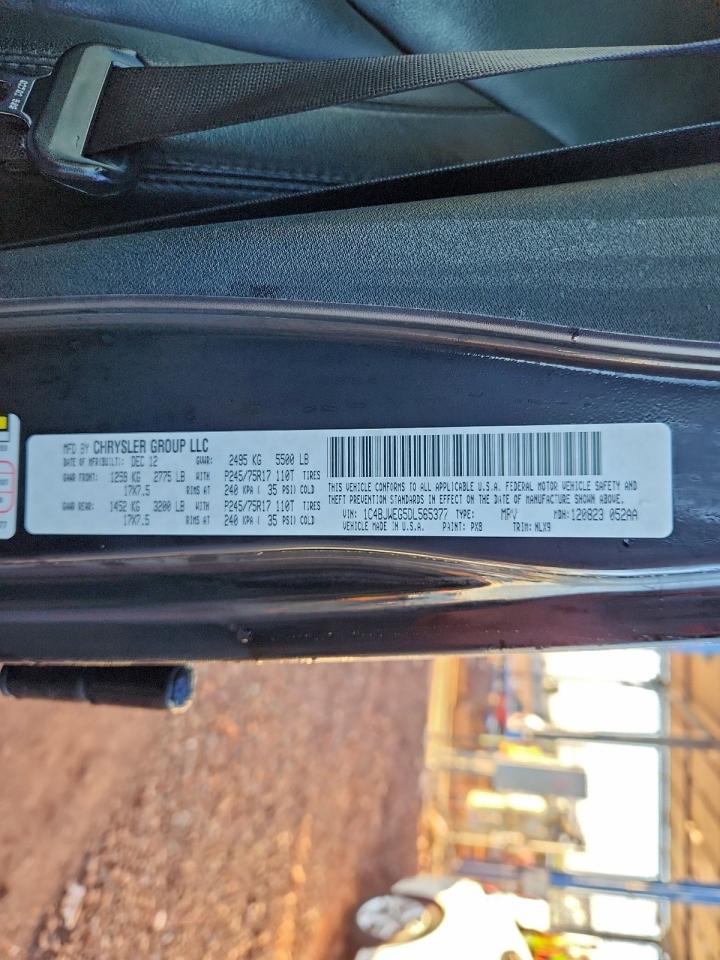 MFD BY CHRYSLER GROUP LLC
DATE OF MFR(BUILT): DEC 12 GVWR: 2495 KG 5500 LB
GAWR FRONT: 1259 KG 2775 LB WITH P245/75R17 110T TIRES
17X7.5 RIMS AT 240 KPA ( 35 PSI) COLD
GAWR REAR: 1452 KG 3200 LB WITH P245/75R17 110T TIRES
17X7.5 RIMS AT 240 KPA ( 35 PSI) COLD
THIS VEHICLE CONFORMS TO ALL APPLICABLE U.S.A. FEDERAL MOTOR VEHICLE SAFETY AND
THEFT PREVENTION STANDARDS IN EFFECT ON THE DATE OF MANUFACTURE SHOWN ABOVE.
VIN: 1C4BJWEG5DL565377 TYPE: MPV MDH: 120823 052AA
VEHICLE MADE IN U.S.A. PAINT: PX8 TRIM: NLX9